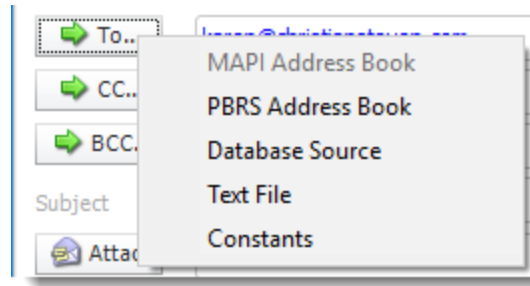 To...
MAPI Address Book
CC..
PBRS Address Book
BCC.
Database Source
Text File
Subject
Constants
Attac